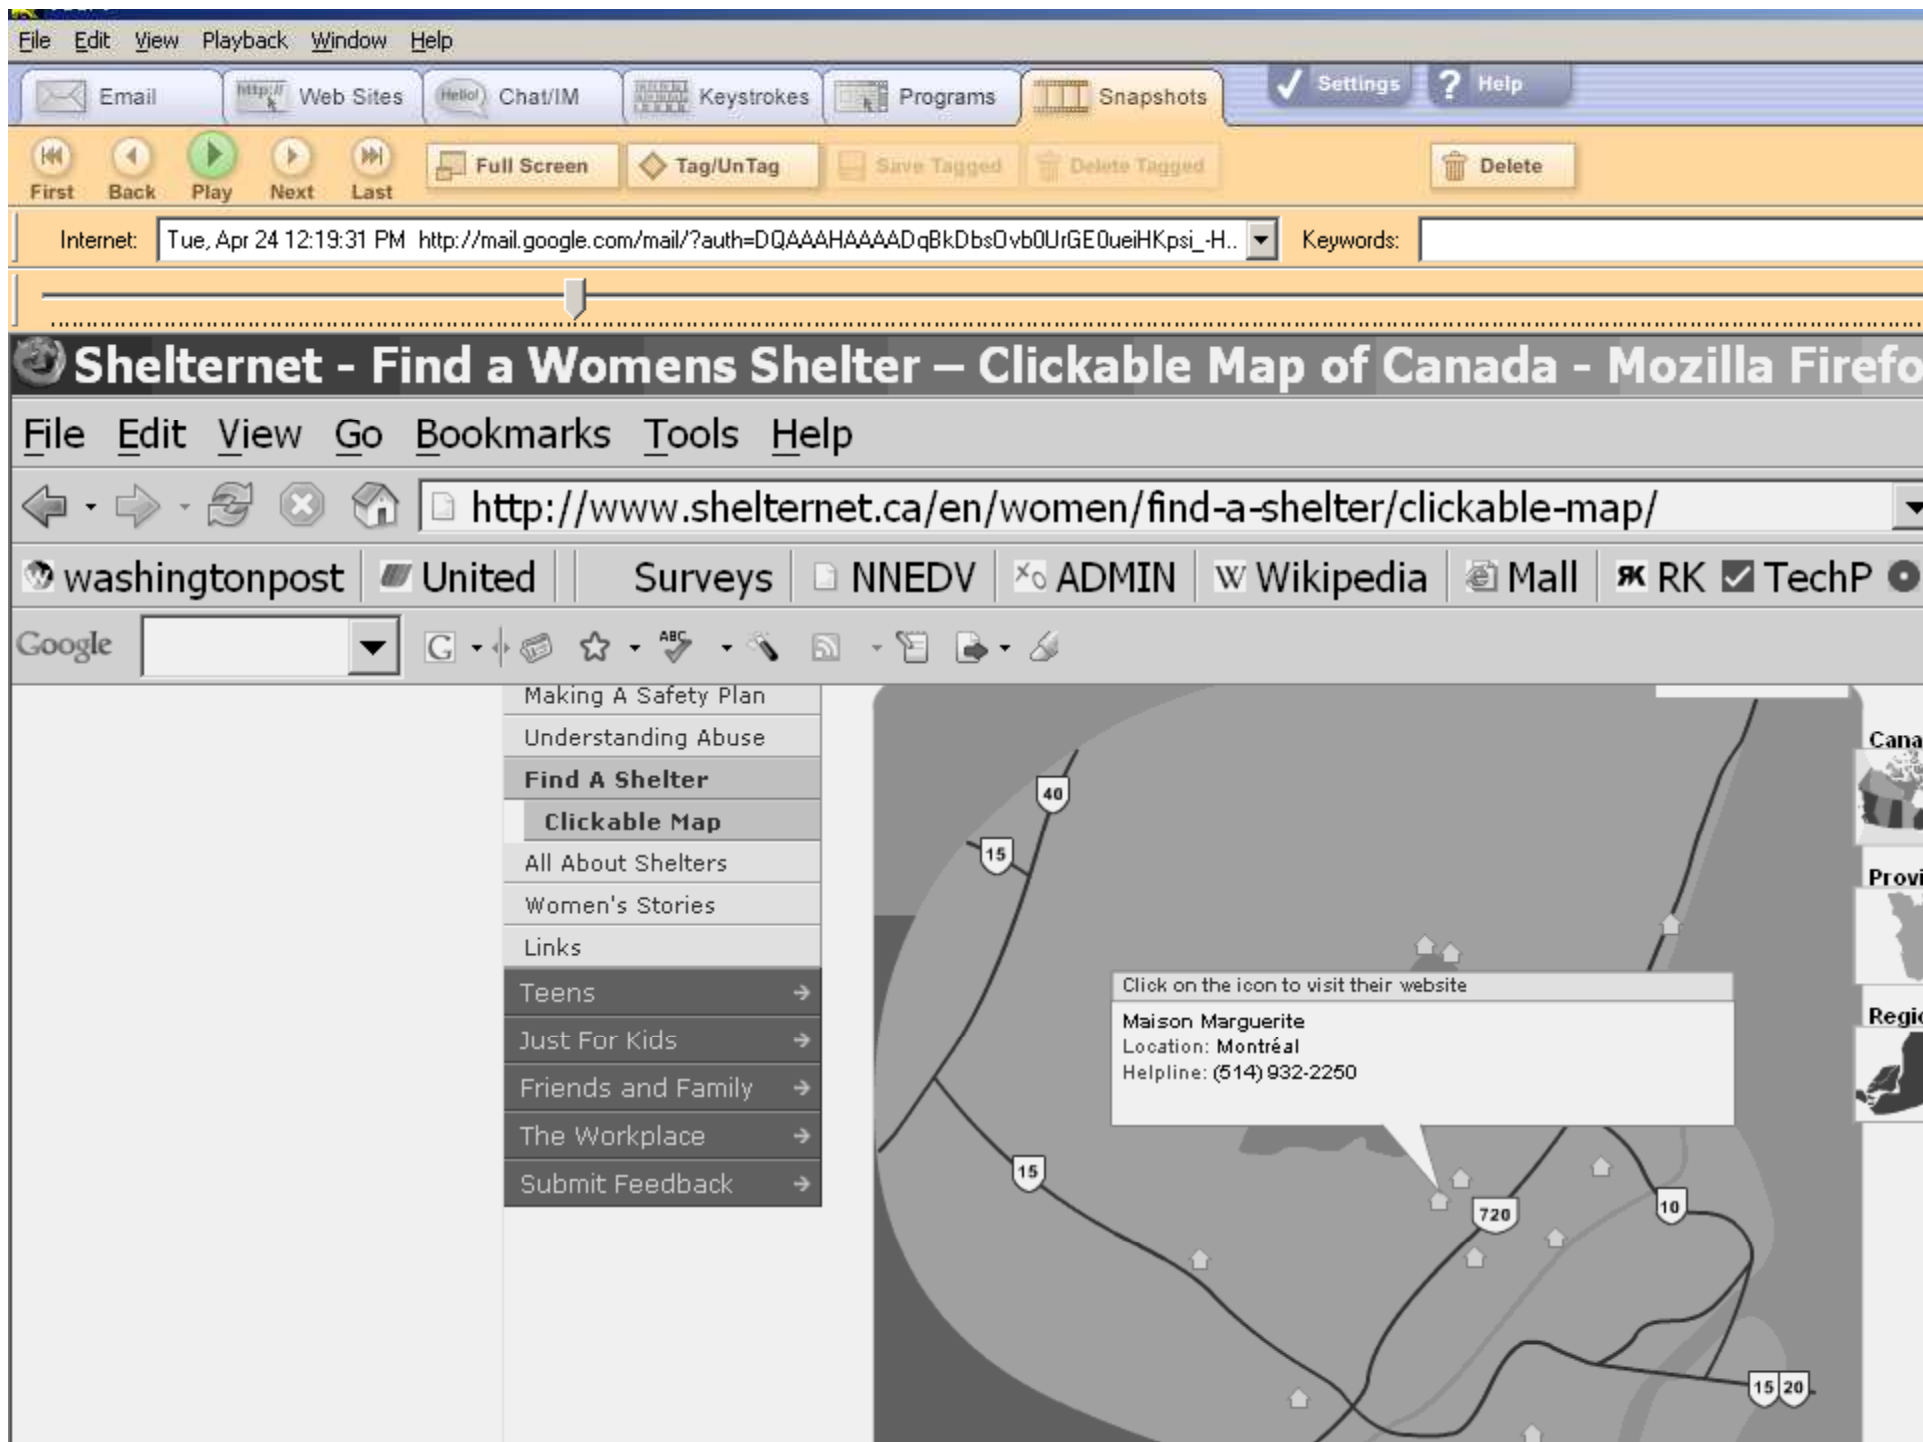 File Edit View Playback Window Help
Email http:// Web Sites Hello! Chat/IM Keystrokes Programs Snapshots Settings ? Help
First Back Play Next Last Full Screen Tag/UnTag Save Tagged Delete Tagged Delete
Internet: Tue, Apr 24 12:19:31 PM http://mail.google.com/mail/?auth=DQAAAHAAAADqBkDbsOvb0UrGE0ueiHKpsi_-H.. Keywords:
Shelternet - Find a Womens Shelter – Clickable Map of Canada - Mozilla Firefo
File Edit View Go Bookmarks Tools Help
http://www.shelternet.ca/en/women/find-a-shelter/clickable-map/
washingtonpost United Surveys NNEDV ADMIN W Wikipedia Mall RK RK TechP
Google G ABC
Making A Safety Plan
Understanding Abuse
Find A Shelter
Clickable Map
All About Shelters
Women's Stories
Links
Teens
Just For Kids
Friends and Family
The Workplace
Submit Feedback
40
15
Click on the icon to visit their website
Maison Marguerite
Location: Montréal
Helpline: (514) 932-2250
15
720
10
15 20
Cana
Provi
Regio